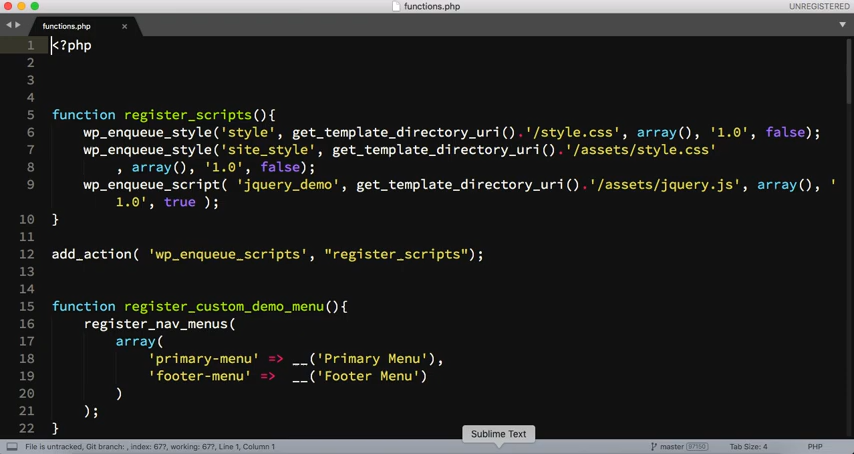 functions.php
UNREGISTERED
functions.php ×
1 <?php
2
3
4
5 function register_scripts(){
6 wp_enqueue_style('style', get_template_directory_uri().'/style.css', array(), '1.0', false);
7 wp_enqueue_style('site_style', get_template_directory_uri().'/assets/style.css'
8 , array(), '1.0', false);
9 wp_enqueue_script( 'jquery_demo', get_template_directory_uri().'/assets/jquery.js', array(), '
1.0', true );
10 }
11
12 add_action( 'wp_enqueue_scripts', "register_scripts");
13
14
15 function register_custom_demo_menu(){
16 register_nav_menus(
17 array(
18 'primary-menu' => __('Primary Menu'),
19 'footer-menu' => __('Footer Menu')
20 )
21 );
22 }
Sublime Text
File is untracked, Git branch: , index: 67?, working: 67?, Line 1, Column 1
master 97150
Tab Size: 4
PHP